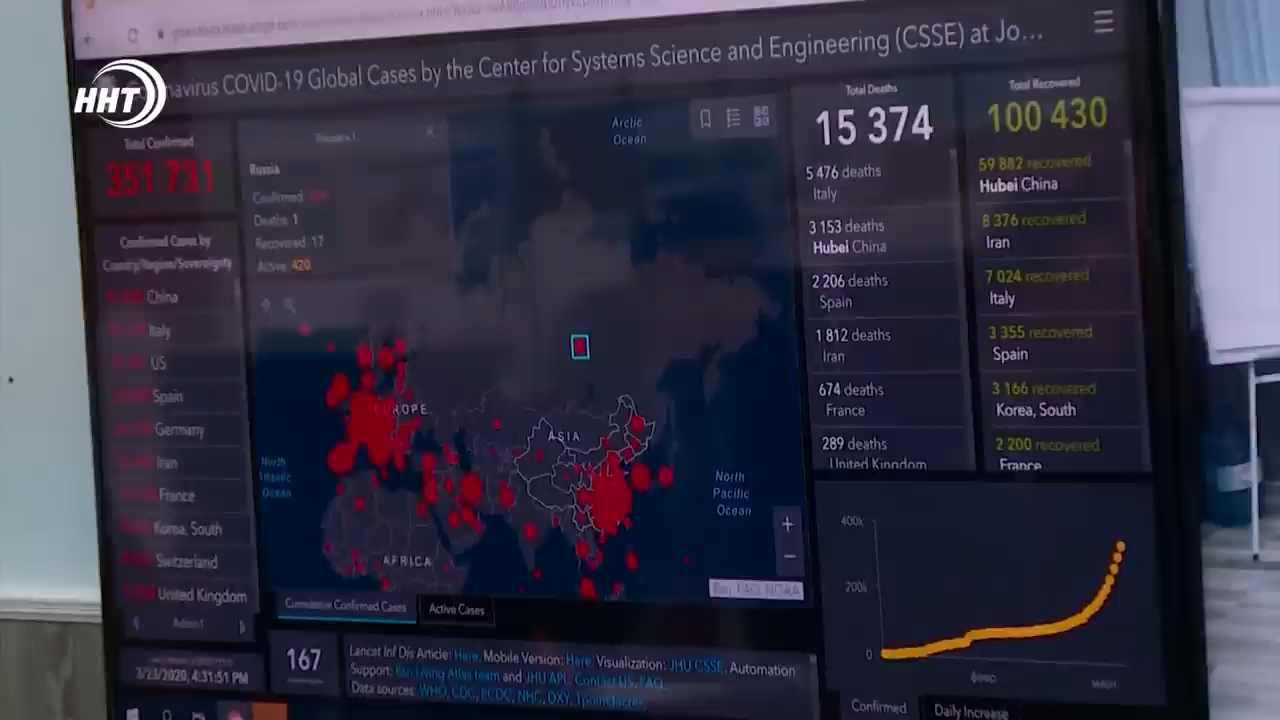 HHT
navirus COVID-19 Global Cases by the Center for Systems Science and Engineering (CSSE) at Jo...
Total Confirmed
351 731
Confirmed Cases by
Country/Region/Sovereignty
China
Italy
US
Spain
Germany
Iran
France
Korea, South
Switzerland
United Kingdom
Admin1
3/23/2020, 4:31:51 PM
Russia
Confirmed:
Deaths: 1
Recovered: 17
Active: 420
Arctic
Ocean
EUROPE
ASIA
AFRICA
North
Atlantic
Ocean
North
Pacific
Ocean
+
−
Esri, FAO, NOAA
Cumulative Confirmed Cases
Active Cases
167
Lancet Inf Dis Article: Here. Mobile Version: Here. Visualization: JHU CSSE. Automation
Support: Esri Living Atlas team and JHU APL. Contact US. FAQ.
Data sources: WHO, CDC, ECDC, NHC, DXY, 1point3acres,
Total Deaths
15 374
5 476 deaths
Italy
3 153 deaths
Hubei China
2 206 deaths
Spain
1 812 deaths
Iran
674 deaths
France
289 deaths
United Kingdom
Total Recovered
100 430
59 882 recovered
Hubei China
8 376 recovered
Iran
7 024 recovered
Italy
3 355 recovered
Spain
3 166 recovered
Korea, South
2 200 recovered
France
400k
200k
0
февр
март
Confirmed
Daily Increase